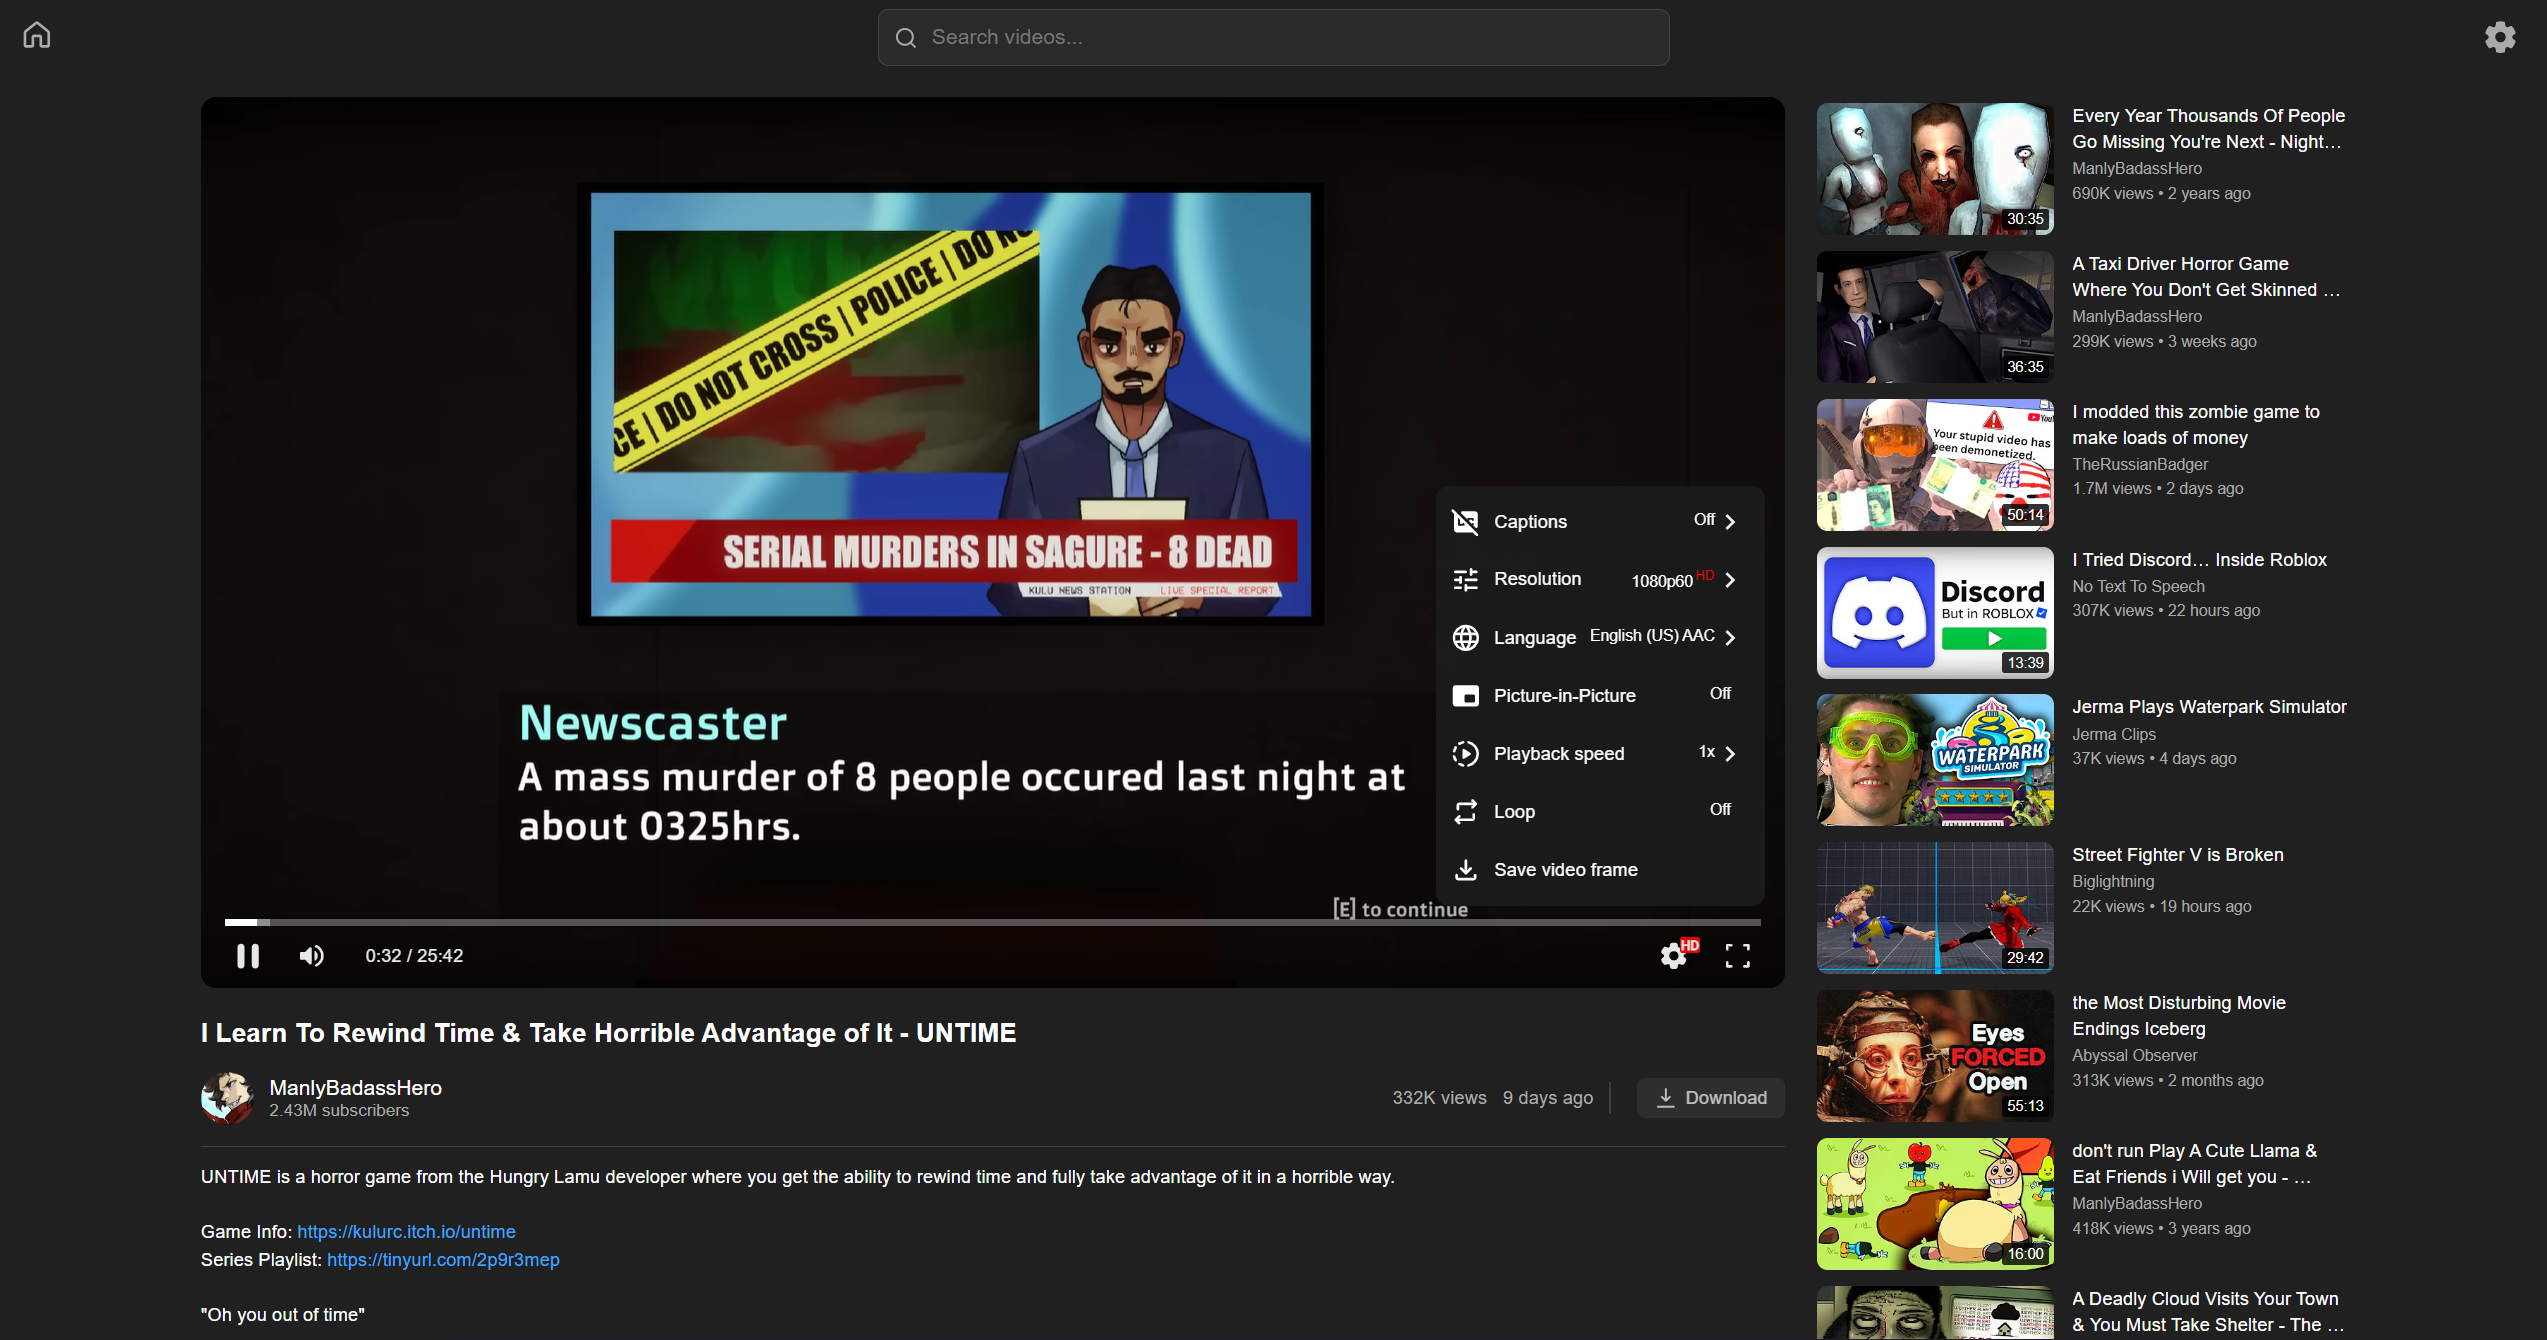 Search videos...
CE | DO NOT CROSS | POLICE | DO NO
SERIAL MURDERS IN SAGURE - 8 DEAD
KULU NEWS STATION LIVE SPECIAL REPORT
Newscaster
A mass murder of 8 people occured last night at
about 0325hrs.
[E] to continue
Captions Off
Resolution 1080p60 HD
Language English (US) AAC
Picture-in-Picture Off
Playback speed 1x
Loop Off
Save video frame
0:32 / 25:42
HD
I Learn To Rewind Time & Take Horrible Advantage of It - UNTIME
ManlyBadassHero
2.43M subscribers
332K views 9 days ago
Download
UNTIME is a horror game from the Hungry Lamu developer where you get the ability to rewind time and fully take advantage of it in a horrible way.
Game Info: https://kulurc.itch.io/untime
Series Playlist: https://tinyurl.com/2p9r3mep
"Oh you out of time"
30:35
Every Year Thousands Of People
Go Missing You're Next - Night…
ManlyBadassHero
690K views • 2 years ago
36:35
A Taxi Driver Horror Game
Where You Don't Get Skinned …
ManlyBadassHero
299K views • 3 weeks ago
Your stupid video has
been demonetized.
50:14
I modded this zombie game to
make loads of money
TheRussianBadger
1.7M views • 2 days ago
Discord
But in ROBLOX
13:39
I Tried Discord… Inside Roblox
No Text To Speech
307K views • 22 hours ago
WATERPARK
SIMULATOR
Jerma Plays Waterpark Simulator
Jerma Clips
37K views • 4 days ago
29:42
Street Fighter V is Broken
Biglightning
22K views • 19 hours ago
Eyes
FORCED
Open
55:13
the Most Disturbing Movie
Endings Iceberg
Abyssal Observer
313K views • 2 months ago
16:00
don't run Play A Cute Llama &
Eat Friends i Will get you - …
ManlyBadassHero
418K views • 3 years ago
A Deadly Cloud Visits Your Town
& You Must Take Shelter - The …